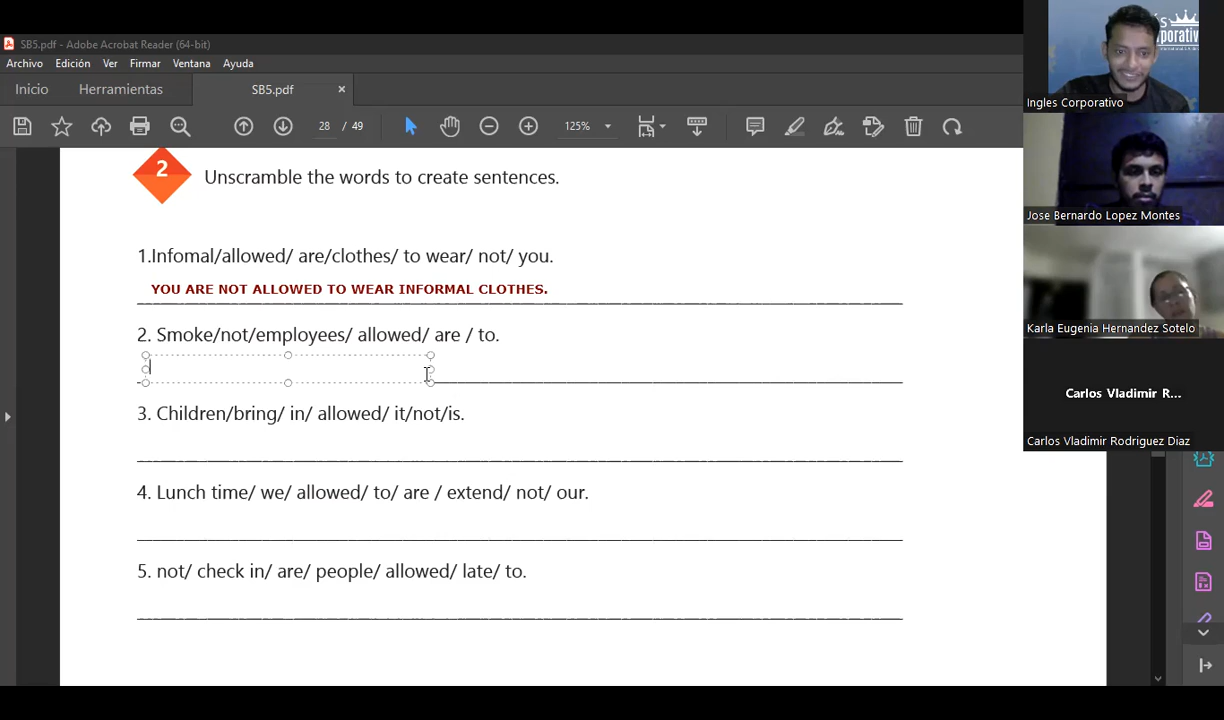 SB5.pdf - Adobe Acrobat Reader (64-bit)
Archivo Edición Ver Firmar Ventana Ayuda
Inicio Herramientas SB5.pdf
28 / 49 125%
2 Unscramble the words to create sentences.
1.Infomal/allowed/ are/clothes/ to wear/ not/ you.
YOU ARE NOT ALLOWED TO WEAR INFORMAL CLOTHES.
2. Smoke/not/employees/ allowed/ are / to.
3. Children/bring/ in/ allowed/ it/not/is.
4. Lunch time/ we/ allowed/ to/ are / extend/ not/ our.
5. not/ check in/ are/ people/ allowed/ late/ to.
Ingles Corporativo
Jose Bernardo Lopez Montes
Karla Eugenia Hernandez Sotelo
Carlos Vladimir R...
Carlos Vladimir Rodriguez Diaz